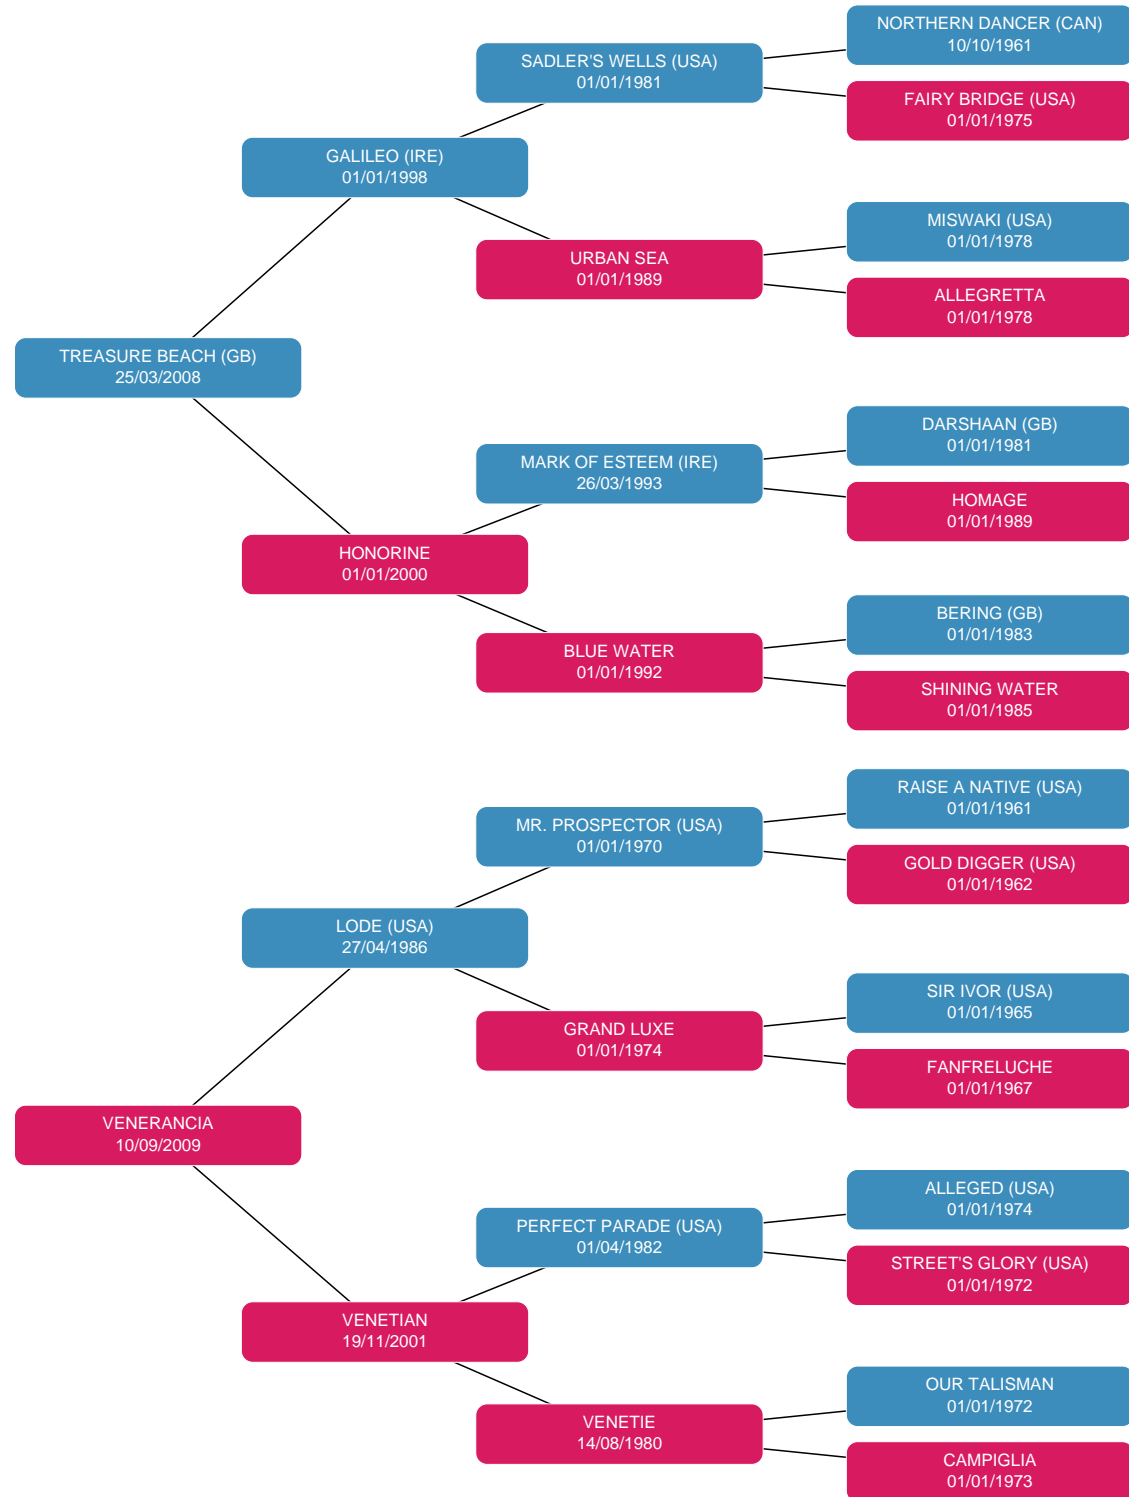 NORTHERN DANCER (CAN)
10/10/1961
SADLER'S WELLS (USA)
01/01/1981
FAIRY BRIDGE (USA)
01/01/1975
GALILEO (IRE)
01/01/1998
MISWAKI (USA)
01/01/1978
URBAN SEA
01/01/1989
ALLEGRETTA
01/01/1978
TREASURE BEACH (GB)
25/03/2008
DARSHAAN (GB)
01/01/1981
MARK OF ESTEEM (IRE)
26/03/1993
HOMAGE
01/01/1989
HONORINE
01/01/2000
BERING (GB)
01/01/1983
BLUE WATER
01/01/1992
SHINING WATER
01/01/1985
RAISE A NATIVE (USA)
01/01/1961
MR. PROSPECTOR (USA)
01/01/1970
GOLD DIGGER (USA)
01/01/1962
LODE (USA)
27/04/1986
SIR IVOR (USA)
01/01/1965
GRAND LUXE
01/01/1974
FANFRELUCHE
01/01/1967
VENERANCIA
10/09/2009
ALLEGED (USA)
01/01/1974
PERFECT PARADE (USA)
01/04/1982
STREET'S GLORY (USA)
01/01/1972
VENETIAN
19/11/2001
OUR TALISMAN
01/01/1972
VENETIE
14/08/1980
CAMPIGLIA
01/01/1973